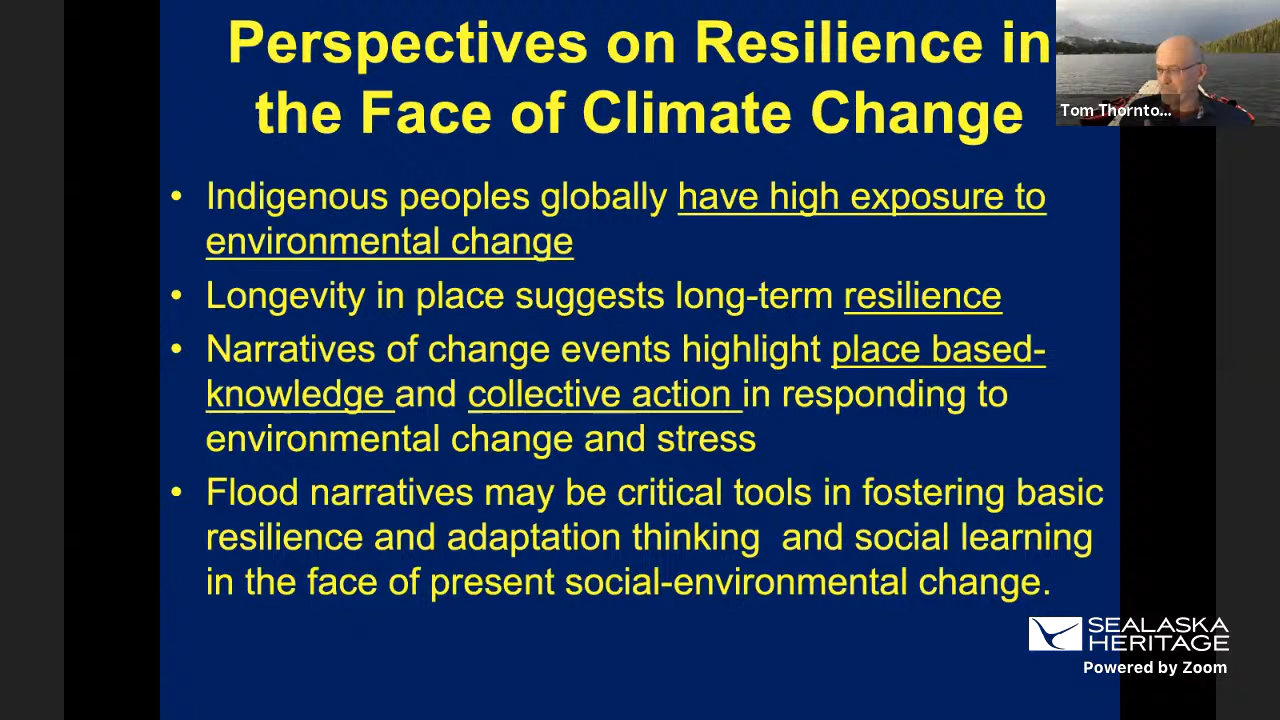 Perspectives on Resilience in
the Face of Climate Change
Tom Thornto...
• Indigenous peoples globally have high exposure to
environmental change
• Longevity in place suggests long-term resilience
• Narratives of change events highlight place based-
knowledge and collective action in responding to
environmental change and stress
• Flood narratives may be critical tools in fostering basic
resilience and adaptation thinking  and social learning
in the face of present social-environmental change.
SEALASKA
HERITAGE
Powered by Zoom